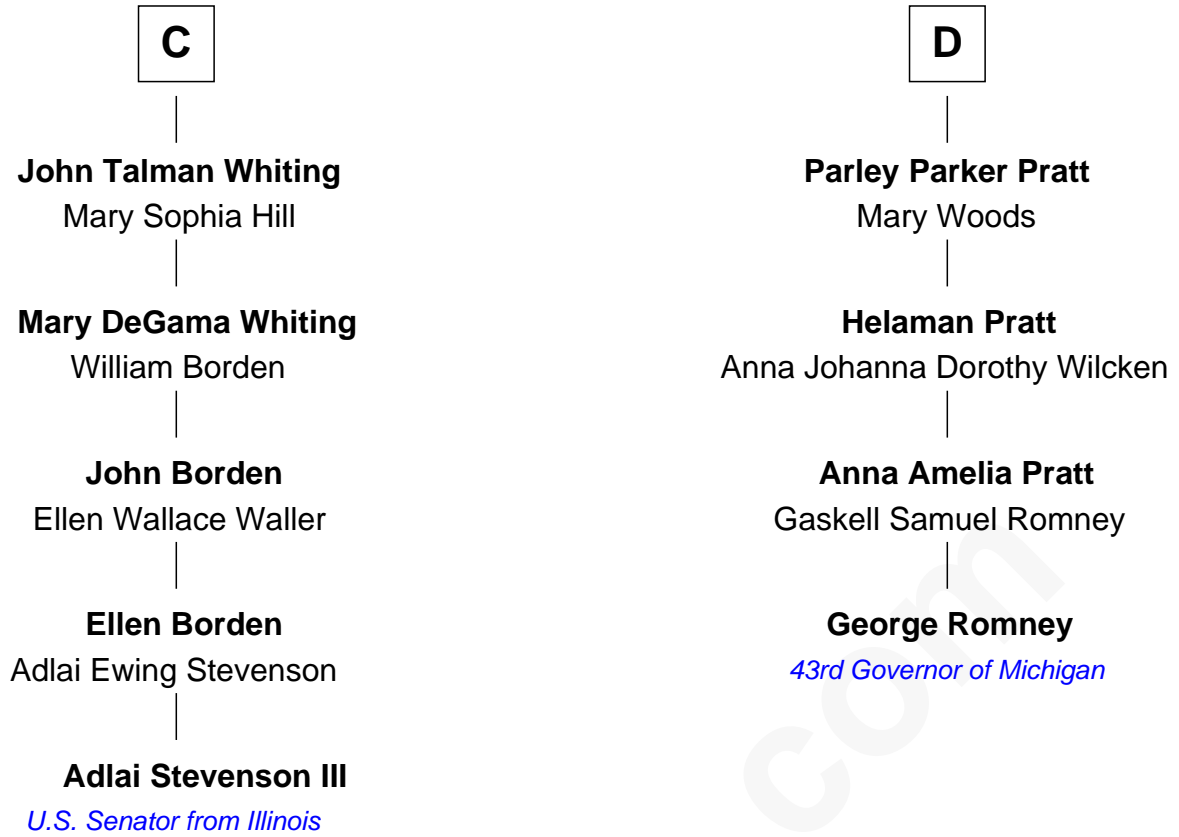 C
John Talman Whiting
Mary Sophia Hill
Mary DeGama Whiting
William Borden
John Borden
Ellen Wallace Waller
Ellen Borden
Adlai Ewing Stevenson
Adlai Stevenson III
U.S. Senator from Illinois
D
Parley Parker Pratt
Mary Woods
Helaman Pratt
Anna Johanna Dorothy Wilcken
Anna Amelia Pratt
Gaskell Samuel Romney
George Romney
43rd Governor of Michigan
com